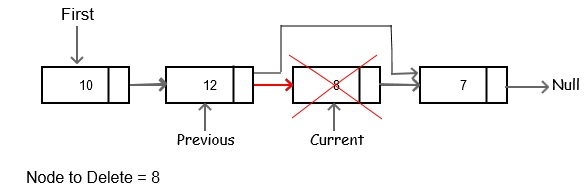 First
10 12 8 7 Null
Previous Current
Node to Delete = 8